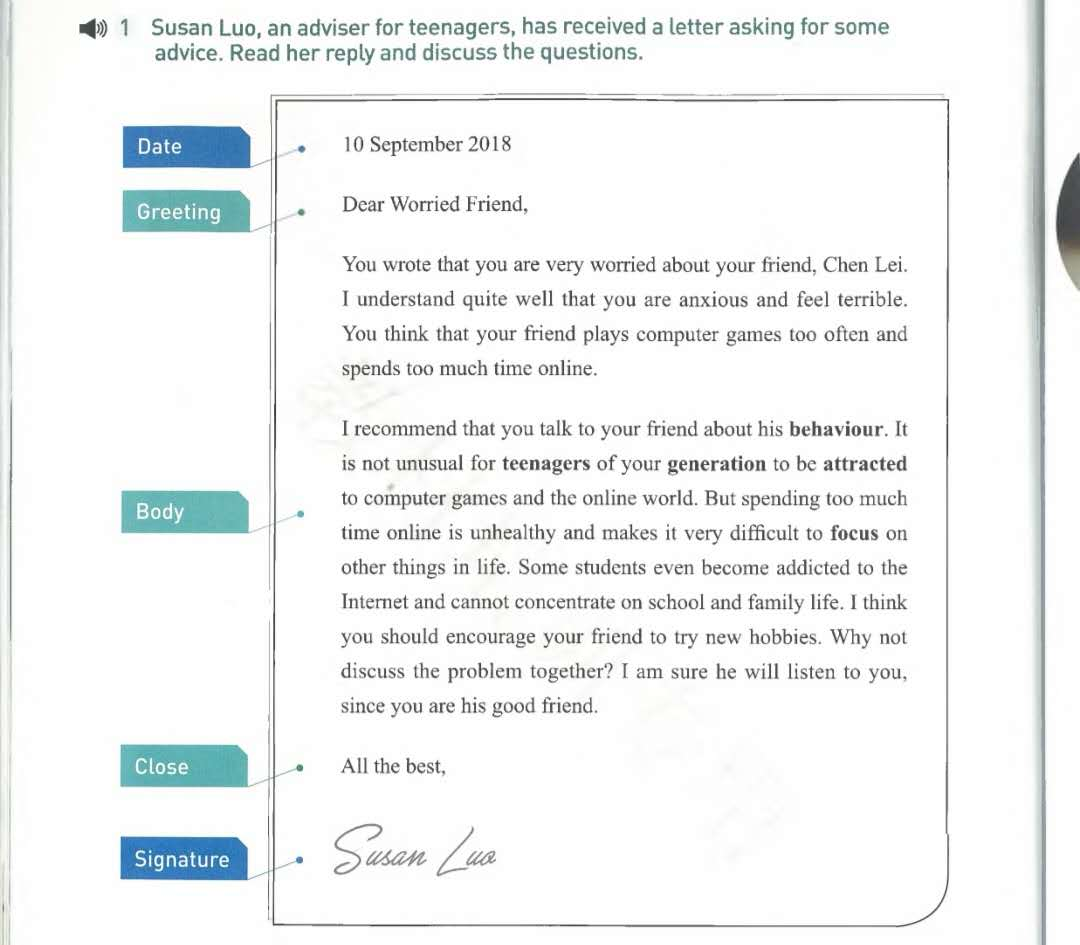 1 Susan Luo, an adviser for teenagers, has received a letter asking for some
advice. Read her reply and discuss the questions.
Date
10 September 2018
Greeting
Dear Worried Friend,
You wrote that you are very worried about your friend, Chen Lei.
I understand quite well that you are anxious and feel terrible.
You think that your friend plays computer games too often and
spends too much time online.
I recommend that you talk to your friend about his behaviour. It
is not unusual for teenagers of your generation to be attracted
Body
to computer games and the online world. But spending too much
time online is unhealthy and makes it very difficult to focus on
other things in life. Some students even become addicted to the
Internet and cannot concentrate on school and family life. I think
you should encourage your friend to try new hobbies. Why not
discuss the problem together? I am sure he will listen to you,
since you are his good friend.
Close
All the best,
Signature
Susan Luo